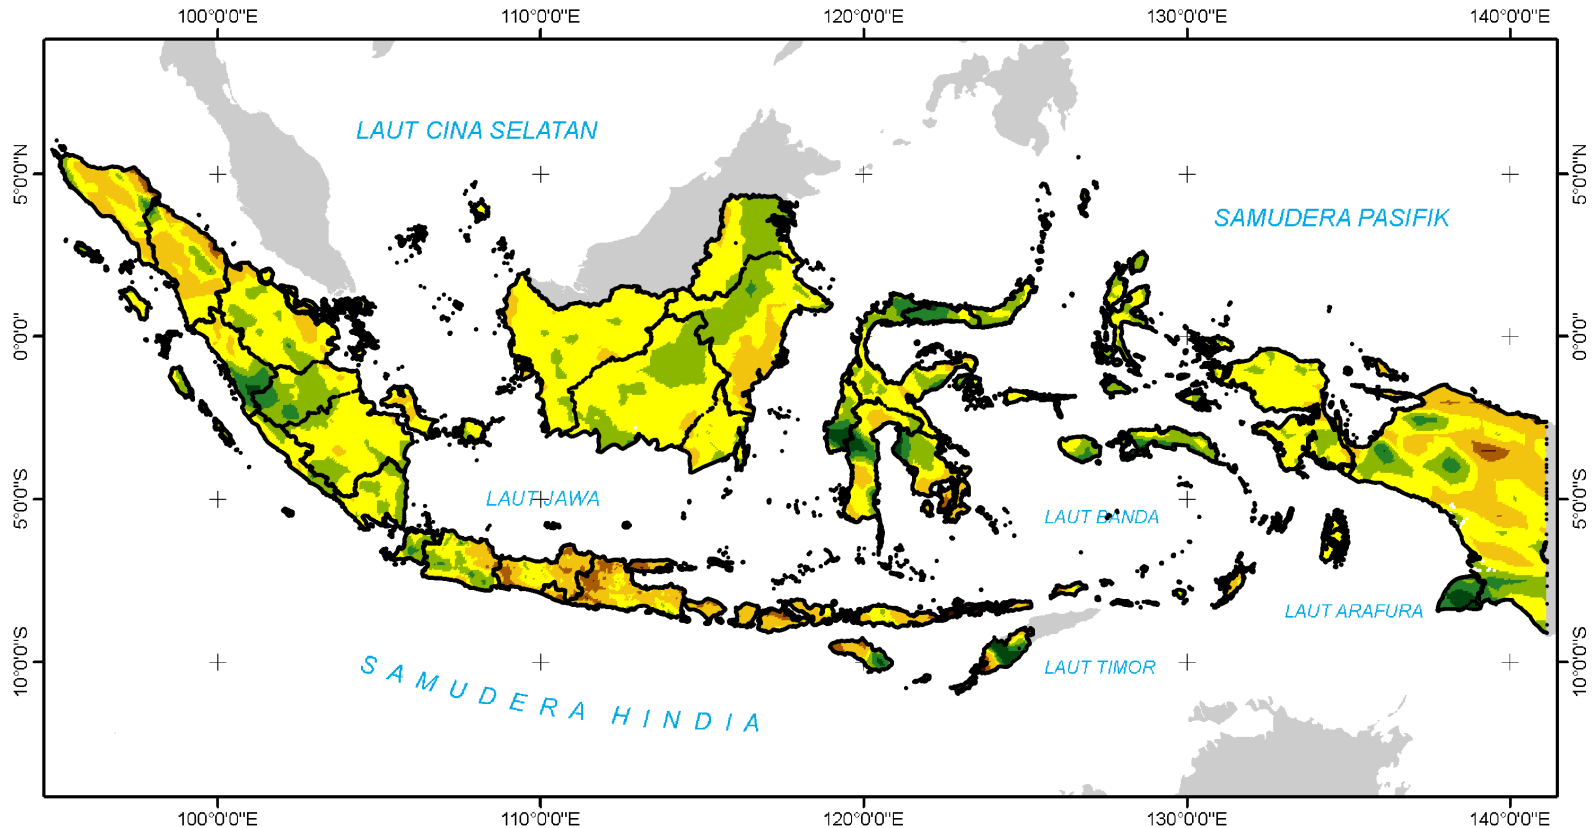 100°0'0"E 110°0'0"E 120°0'0"E 130°0'0"E 140°0'0"E
LAUT CINA SELATAN
5°0'0"N 5°0'0"N
SAMUDERA PASIFIK
0°0'0" 0°0'0"
LAUT JAWA
5°0'0"S 5°0'0"S
LAUT BANDA
LAUT ARAFURA
10°0'0"S 10°0'0"S
LAUT TIMOR
SAMUDERA HINDIA
100°0'0"E 110°0'0"E 120°0'0"E 130°0'0"E 140°0'0"E